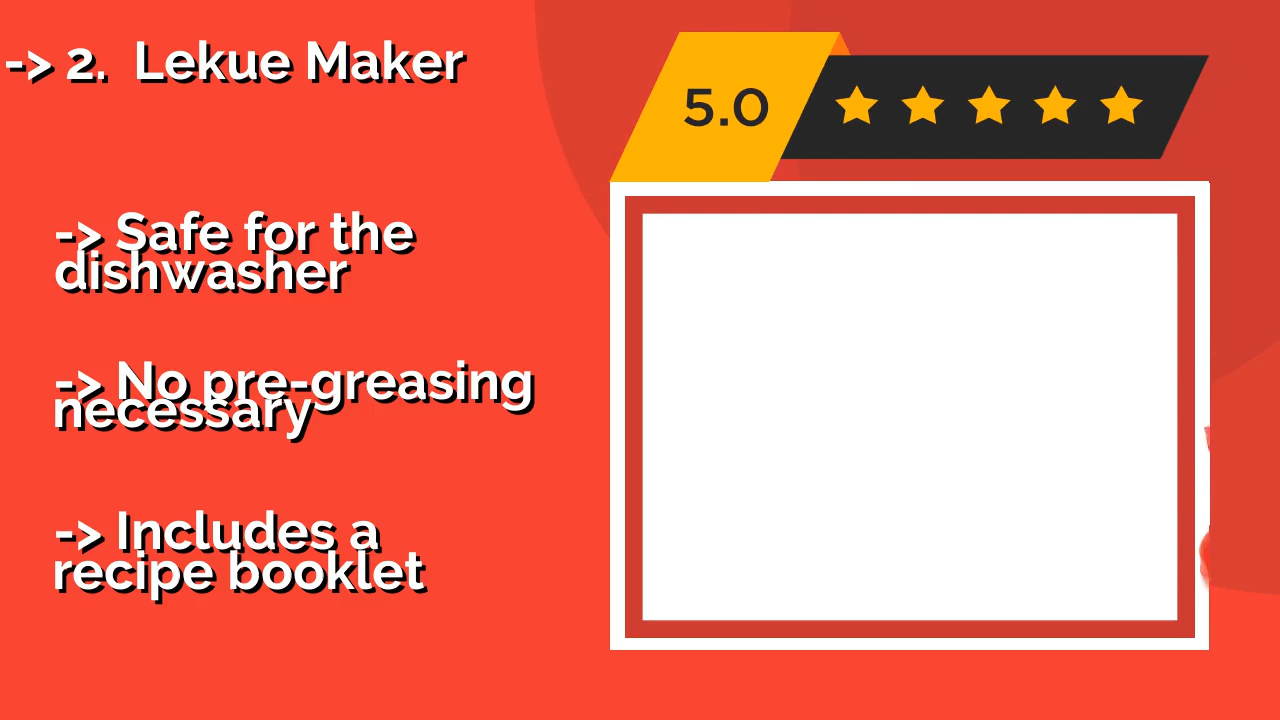 -> 2.  Lekue Maker
5.0
-> Safe for the
dishwasher
-> No pre-greasing
necessary
-> Includes a
recipe booklet